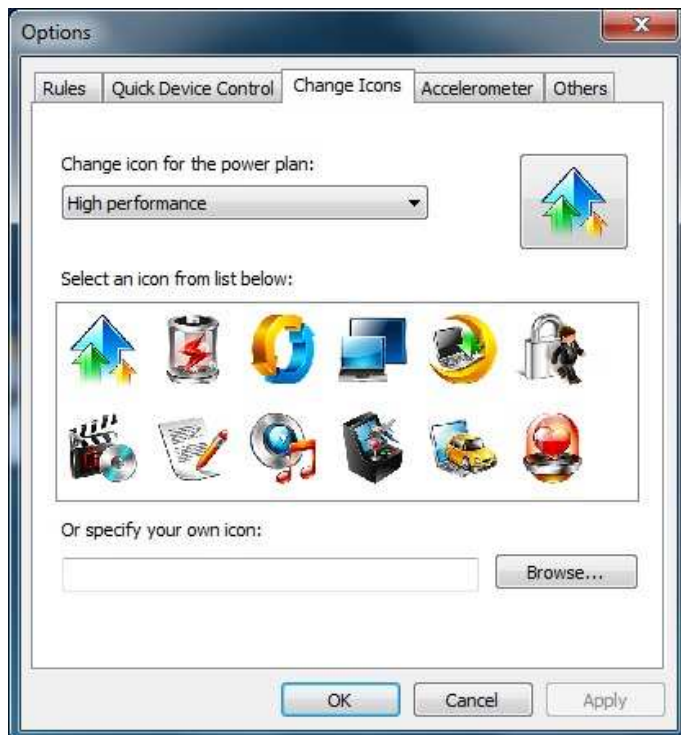 Options
Rules Quick Device Control Change Icons Accelerometer Others
Change icon for the power plan:
High performance
Select an icon from list below:
Or specify your own icon:
Browse...
OK Cancel Apply